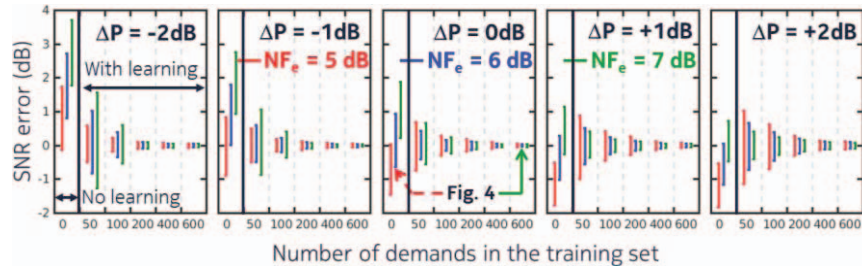 ΔP = -2dB ΔP = -1dB ΔP = 0dB ΔP = +1dB ΔP = +2dB
NFe = 5 dB NFe = 6 dB NFe = 7 dB
With learning
No learning
Fig. 4
SNR error (dB)
4
3
2
1
0
-1
-2
0 50 100 200 400 600 0 50 100 200 400 600 0 50 100 200 400 600 0 50 100 200 400 600 0 50 100 200 400 600
Number of demands in the training set